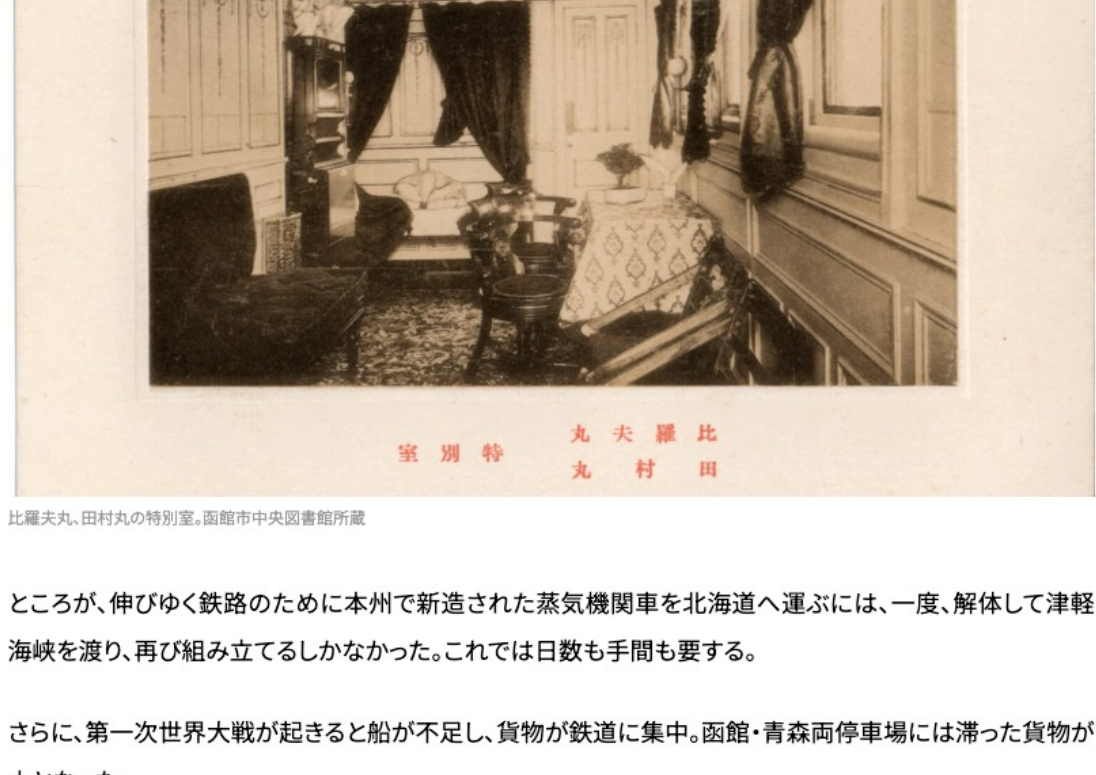 比羅夫丸
田村丸
特別室
比羅夫丸、田村丸の特別室。函館市中央図書館所蔵
ところが、伸びゆく鉄路のために本州で新造された蒸気機関車を北海道へ運ぶには、一度、解体して津軽
海峡を渡り、再び組み立てるしかなかった。これでは日数も手間も要する。
さらに、第一次世界大戦が起きると船が不足し、貨物が鉄道に集中。函館・青森両停車場には滞った貨物が